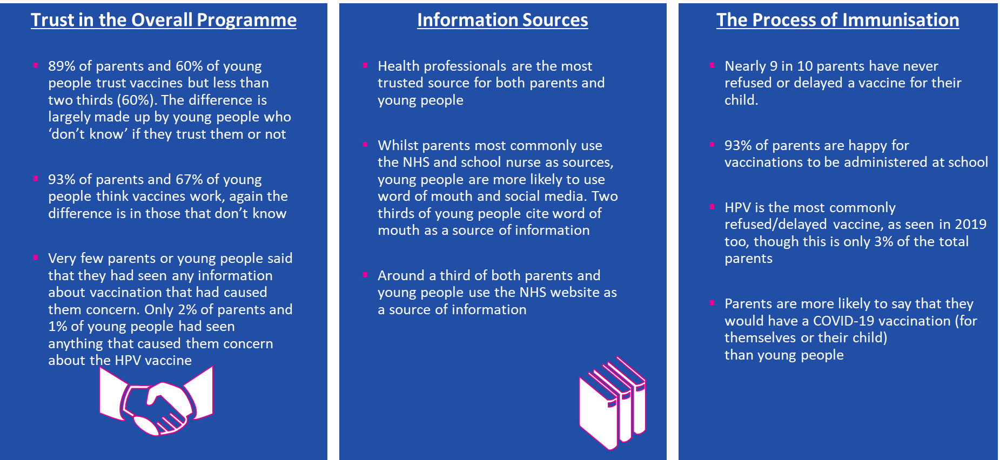 Trust in the Overall Programme
89% of parents and 60% of young
people trust vaccines but less than
two thirds (60%). The difference is
largely made up by young people who
‘don’t know’ if they trust them or not
93% of parents and 67% of young
people think vaccines work, again the
difference is in those that don’t know
Very few parents or young people said
that they had seen any information
about vaccination that had caused
them concern. Only 2% of parents and
1% of young people had seen
anything that caused them concern
about the HPV vaccine
Information Sources
Health professionals are the most
trusted source for both parents and
young people
Whilst parents most commonly use
the NHS and school nurse as sources,
young people are more likely to use
word of mouth and social media. Two
thirds of young people cite word of
mouth as a source of information
Around a third of both parents and
young people use the NHS website as
a source of information
The Process of Immunisation
Nearly 9 in 10 parents have never
refused or delayed a vaccine for their
child.
93% of parents are happy for
vaccinations to be administered at school
HPV is the most commonly
refused/delayed vaccine, as seen in 2019
too, though this is only 3% of the total
parents
Parents are more likely to say that they
would have a COVID-19 vaccination (for
themselves or their child)
than young people